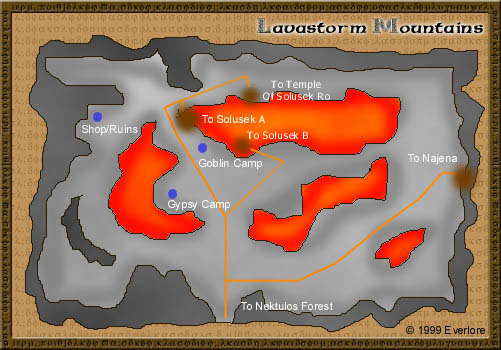 Lavastorm Mountains
To Temple
Of Solusek Ro
To Solusek A
Shop/Ruins
To Solusek B
Goblin Camp
To Najena
Gypsy Camp
To Nektulos Forest
© 1999 Everlore